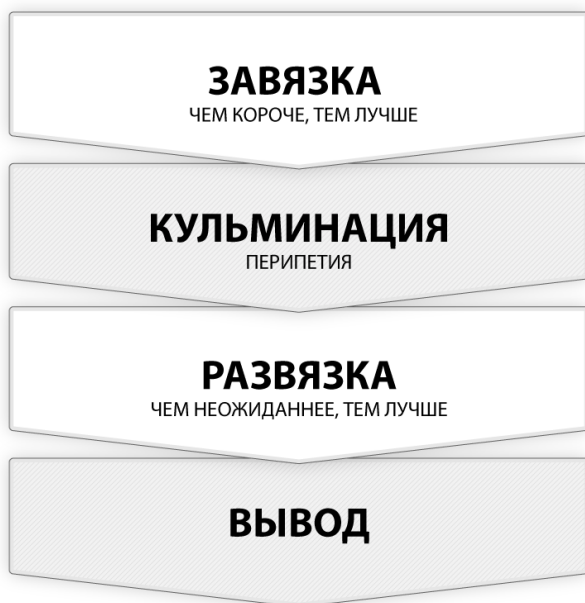 ЗАВЯЗКА
ЧЕМ КОРОЧЕ, ТЕМ ЛУЧШЕ
КУЛЬМИНАЦИЯ
ПЕРИПЕТИЯ
РАЗВЯЗКА
ЧЕМ НЕОЖИДАННЕЕ, ТЕМ ЛУЧШЕ
ВЫВОД